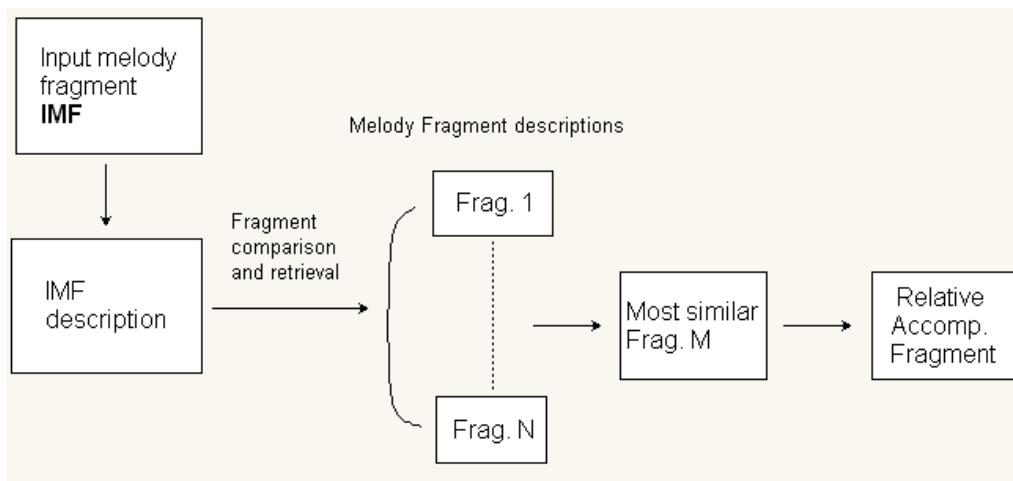 Input melody
fragment
IMF
Melody Fragment descriptions
Frag. 1
Fragment
comparison
and retrieval
IMF
description
Most similar
Frag. M
Relative
Accomp.
Fragment
Frag. N